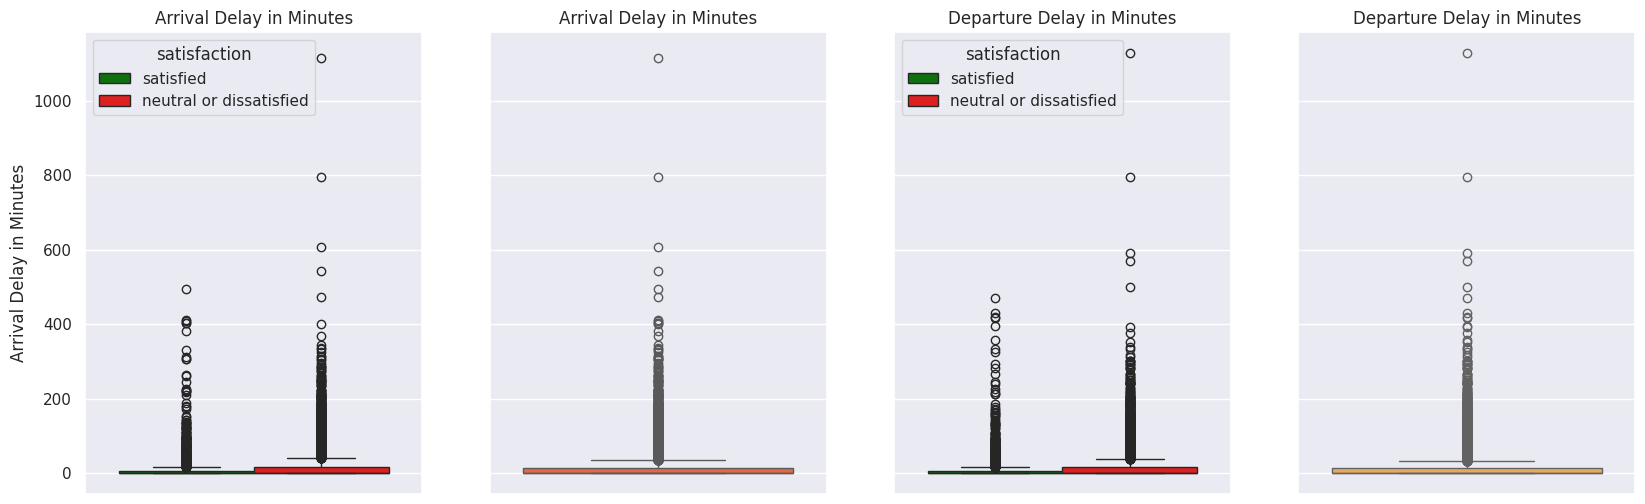 Arrival Delay in Minutes
Arrival Delay in Minutes
Departure Delay in Minutes
Departure Delay in Minutes
satisfaction
satisfied
neutral or dissatisfied
satisfaction
satisfied
neutral or dissatisfied
Arrival Delay in Minutes
1000
800
600
400
200
0